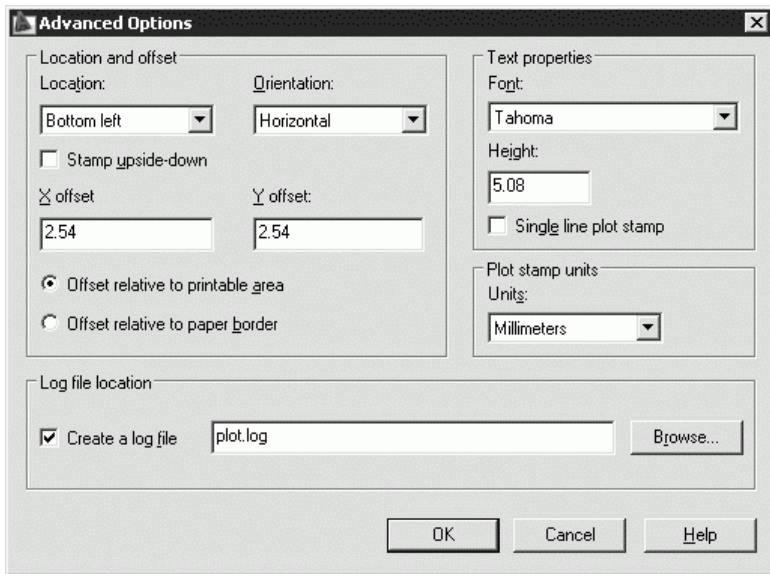 Advanced Options
Location and offset
Location:
Orientation:
Bottom left
Horizontal
Stamp upside-down
X offset
Y offset:
2.54
2.54
Offset relative to printable area
Offset relative to paper border
Text properties
Font:
Tahoma
Height:
5.08
Single line plot stamp
Plot stamp units
Units:
Millimeters
Log file location
Create a log file
plot.log
Browse...
OK
Cancel
Help